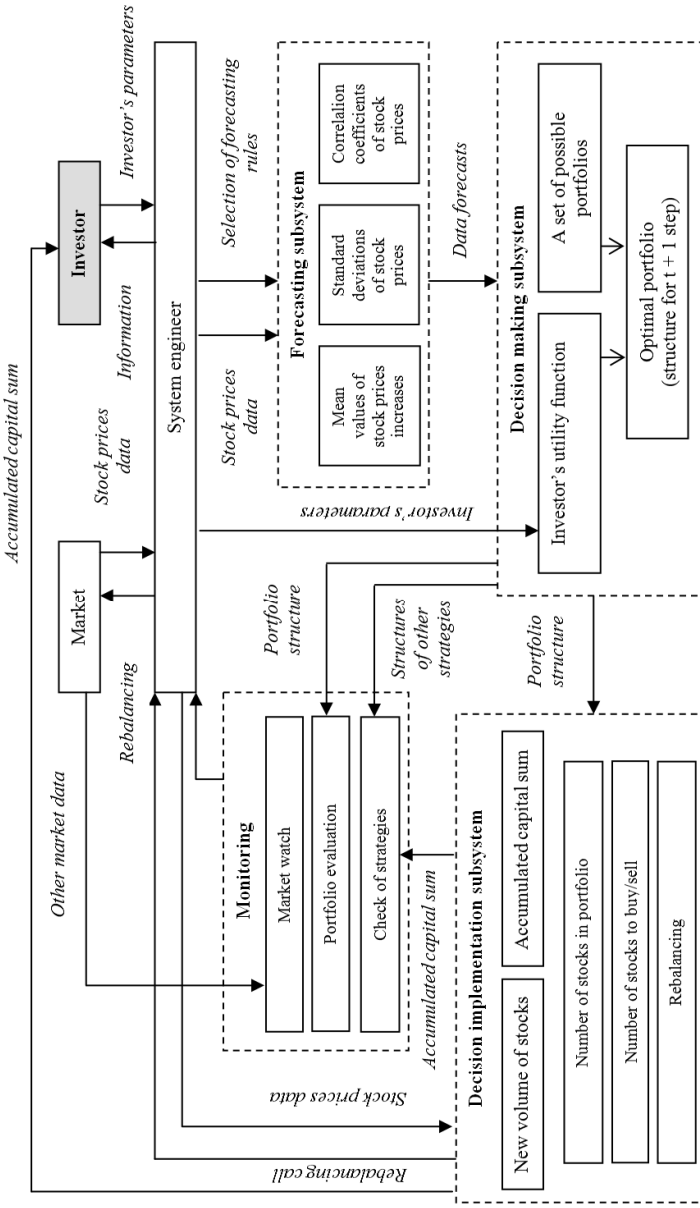 Accumulated capital sum
Other market data
Market
Stock prices
data
Investor
Rebalancing
Information
Investor's parameters
System engineer
Rebalancing call
Stock prices data
Monitoring
Market watch
Portfolio evaluation
Check of strategies
Portfolio
structure
Structures
of other
strategies
Investor's parameters
Stock prices
data
Selection of forecasting
rules
Forecasting subsystem
Mean
values of
stock prices
increases
Standard
deviations
of stock
prices
Correlalion
coefficients
of stock
prices
Accumulated capital sum
Data forecasts
Decision implementation subsystem
New volume of stocks
Accumulated capital sum
Number of stocks in portfolio
Number of stocks to buy/sell
Rebalancing
Portfolio
structure
Decision making subsystem
Investor's utility function
A set of possible
portfolios
Optimal portfolio
(structure for t + 1 step)